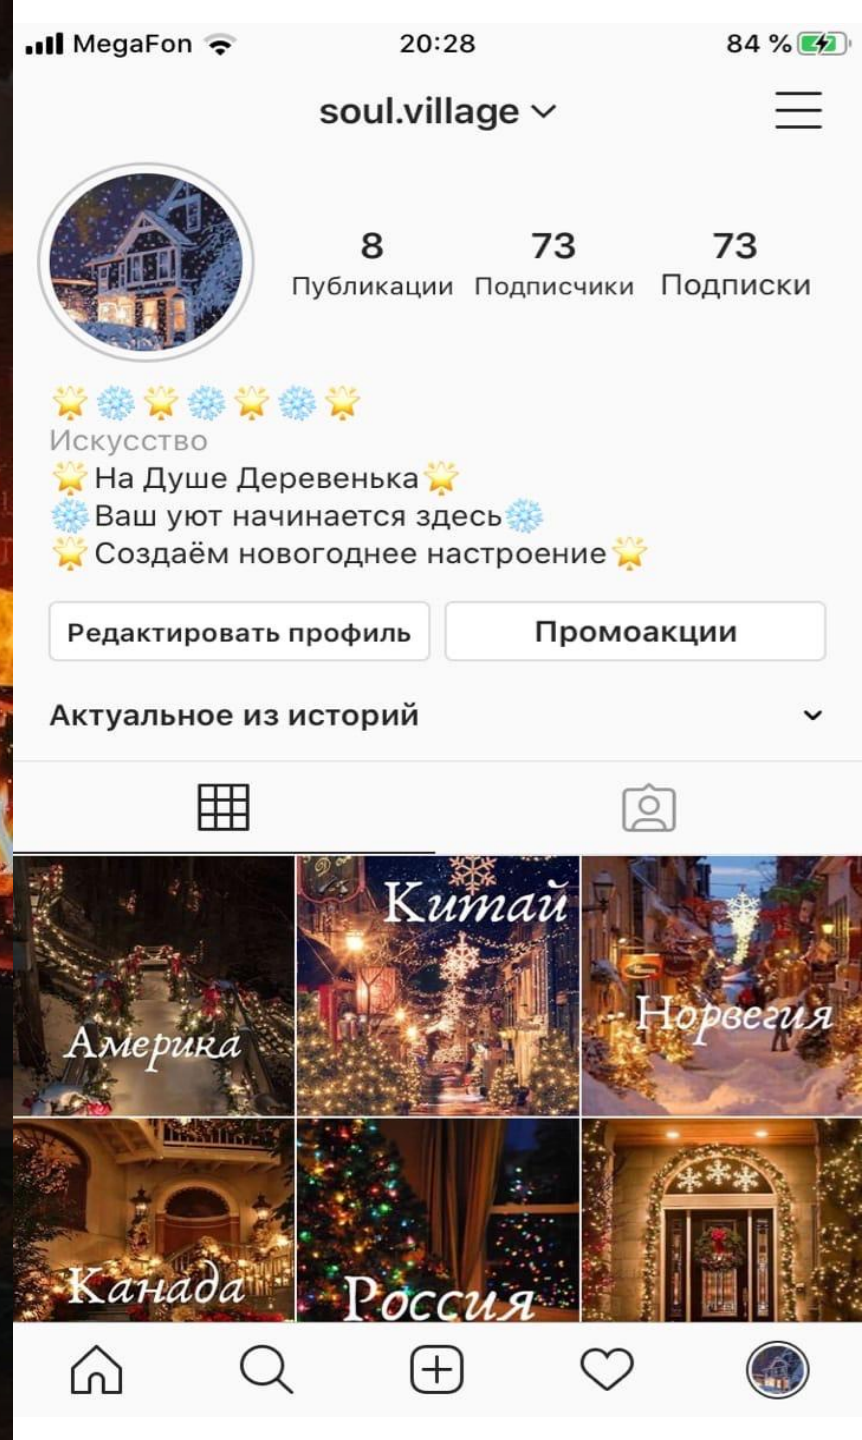 MegaFon 20:28 84 %
soul.village
8 73 73
Публикации Подписчики Подписки
🌟❄️🌟❄️🌟❄️🌟
Искусство
🌟На Душе Деревенька🌟
❄️Ваш уют начинается здесь❄️
🌟Создаём новогоднее настроение🌟
Редактировать профиль Промоакции
Актуальное из историй
Америка Китай Норвегия
Канада Россия